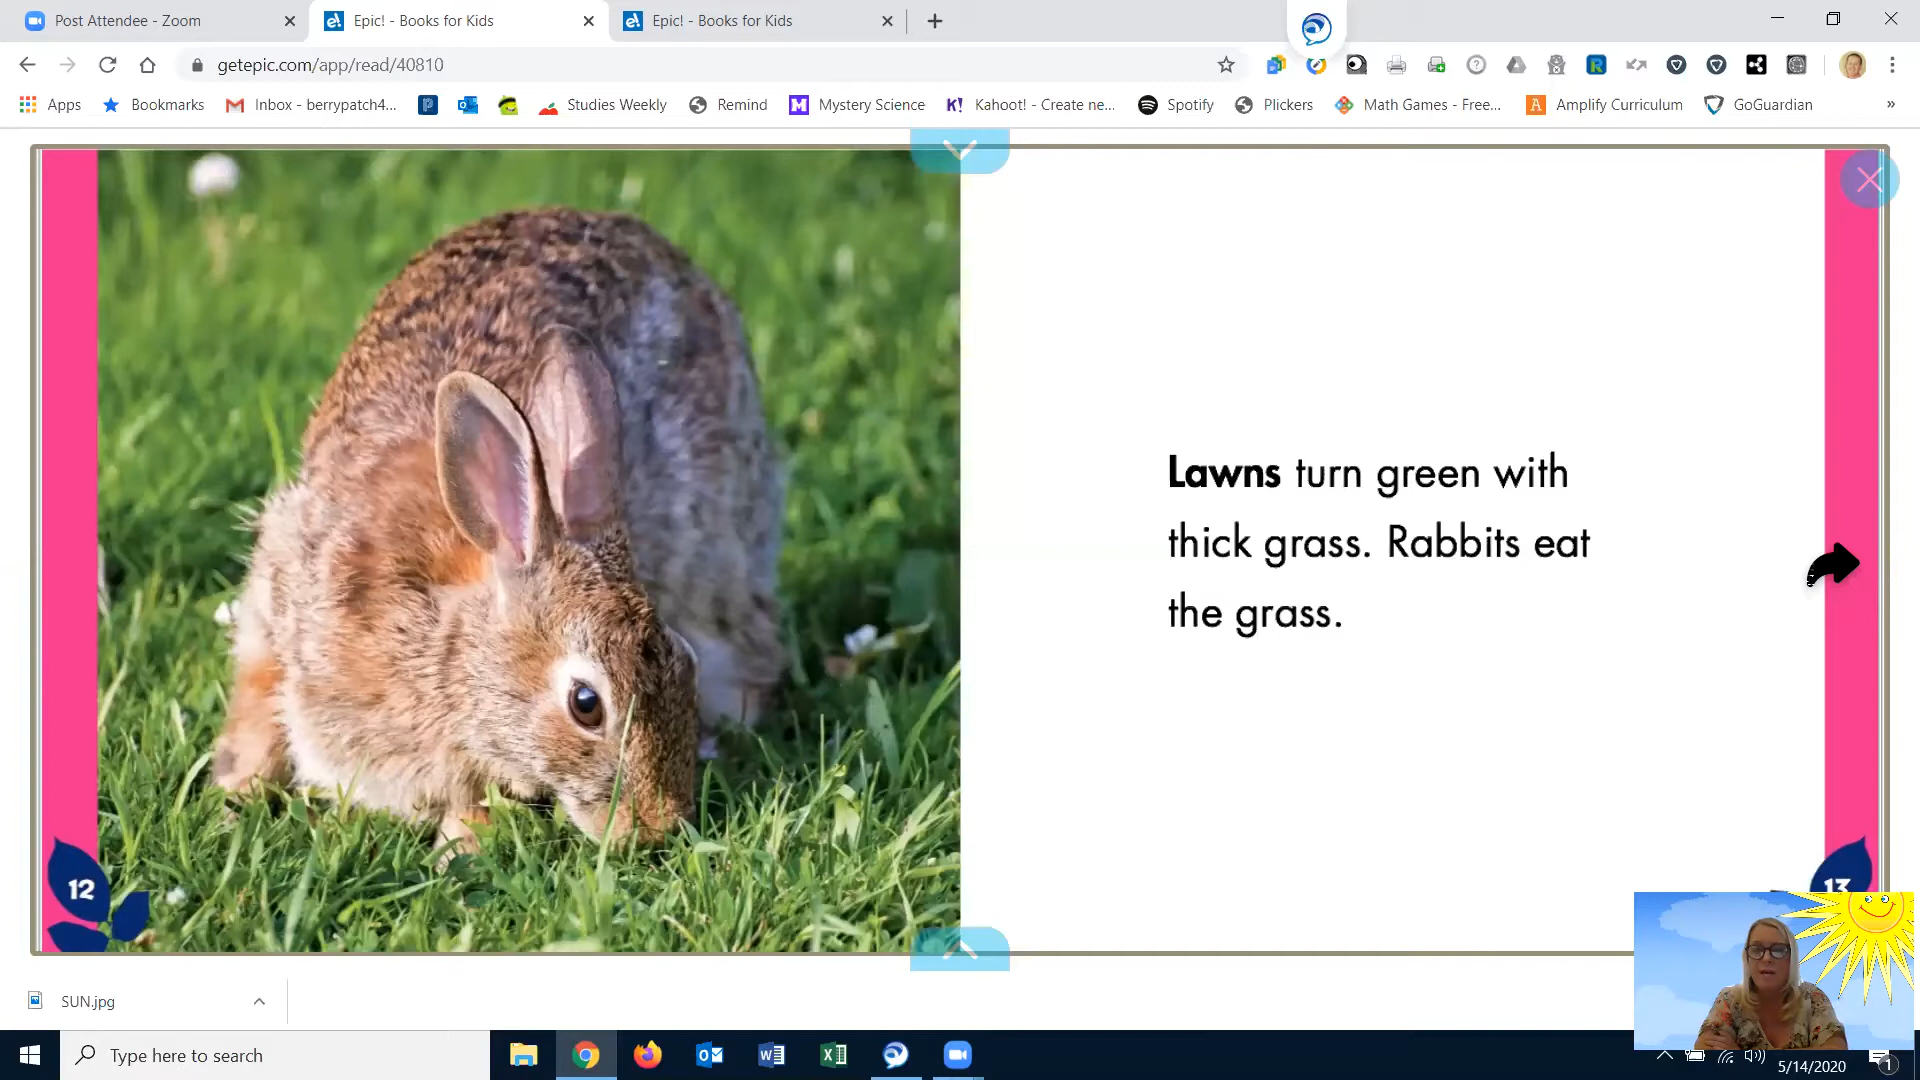 Post Attendee - Zoom
Epic! - Books for Kids
Epic! - Books for Kids
getepic.com/app/read/40810
Apps
Bookmarks
Inbox - berrypatch4...
Studies Weekly
Remind
Mystery Science
Kahoot! - Create ne...
Spotify
Plickers
Math Games - Free...
Amplify Curriculum
GoGuardian
Lawns turn green with
thick grass. Rabbits eat
the grass.
12
13
SUN.jpg
Type here to search
5/14/2020
1